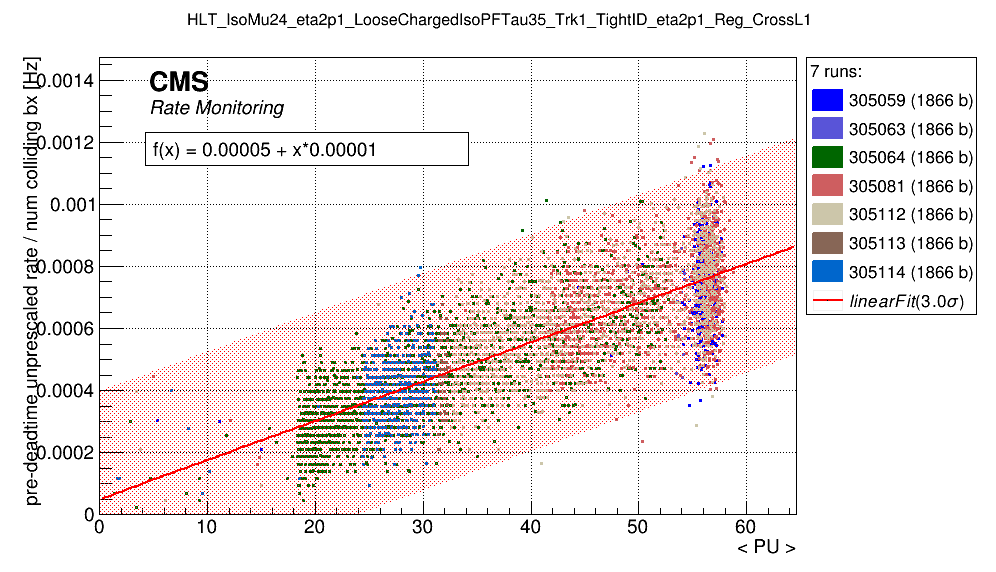 HLT_IsoMu24_eta2p1_LooseChargedIsoPFTau35_Trk1_TightID_eta2p1_Reg_CrossL1
CMS
Rate Monitoring
f(x) = 0.00005 + x*0.00001
pre-deadtime unprescaled rate / num colliding bx [Hz]
0.0014
0.0012
0.001
0.0008
0.0006
0.0004
0.0002
0
0 10 20 30 40 50 60
< PU >
7 runs:
305059 (1866 b)
305063 (1866 b)
305064 (1866 b)
305081 (1866 b)
305112 (1866 b)
305113 (1866 b)
305114 (1866 b)
linearFit(3.0σ)